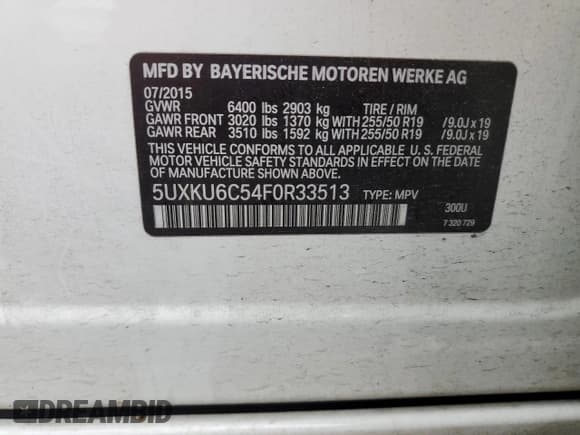 MFD BY BAYERISCHE MOTOREN WERKE AG
07/2015
GVWR 6400 lbs 2903 kg TIRE / RIM
GAWR FRONT 3020 lbs 1370 kg WITH 255/50 R19 /9.0J x 19
GAWR REAR 3510 lbs 1592 kg WITH 255/50 R19 /9.0J x 19
THIS VEHICLE CONFORMS TO ALL APPLICABLE U. S. FEDERAL
MOTOR VEHICLE SAFETY STANDARDS IN EFFECT ON THE DATE OF
MANUFACTURE SHOWN ABOVE.
5UXKU6C54F0R33513 TYPE: MPV 300U
7 320 729
DREAMBID